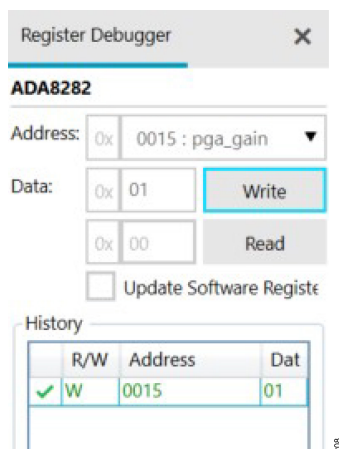 Register Debugger ×
ADA8282
Address: 0x 0015 : pga_gain ▼
Data: 0x 01 Write
0x 00 Read
Update Software Registe
History
R/W Address Dat
✓ W 0015 01